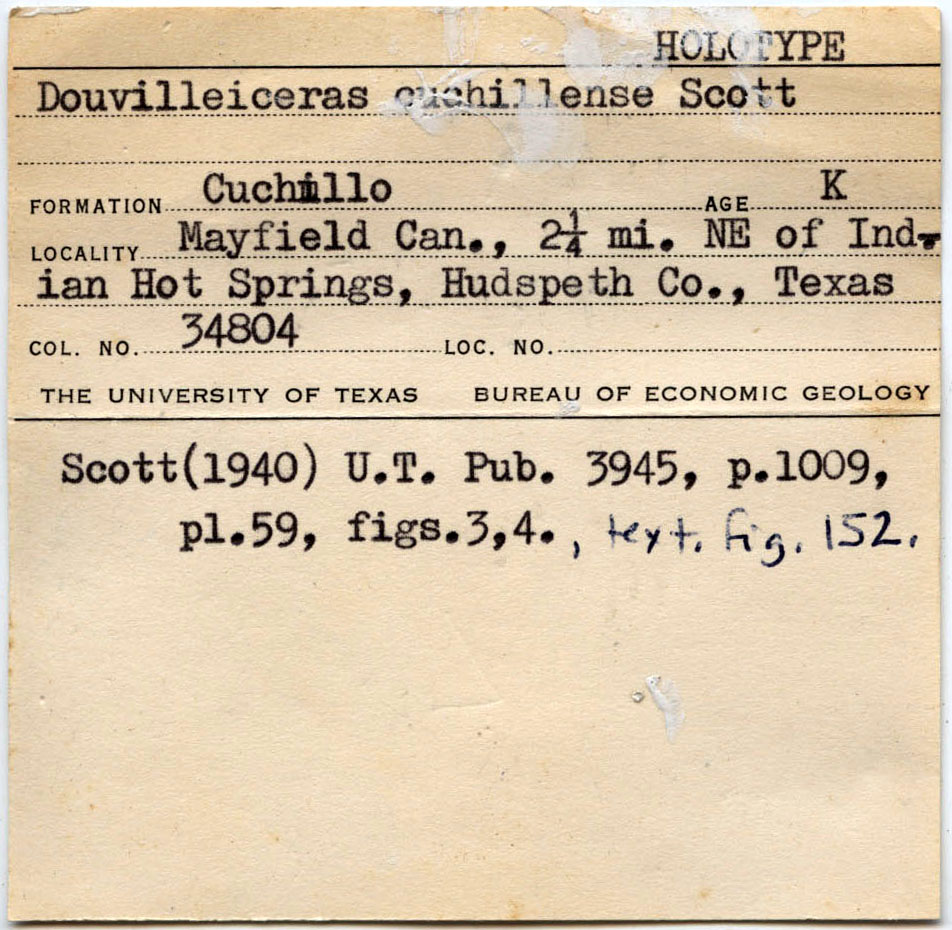 HOLOTYPE
Douvilleiceras cuchillense Scott
FORMATION Cuchillo AGE K
LOCALITY Mayfield Can., 2¼ mi. NE of Ind-
ian Hot Springs, Hudspeth Co., Texas
COL. NO. 34804 LOC. NO.
THE UNIVERSITY OF TEXAS BUREAU OF ECONOMIC GEOLOGY
Scott(1940) U.T. Pub. 3945, p.1009,
pl.59, figs.3,4. , text. fig. 152.